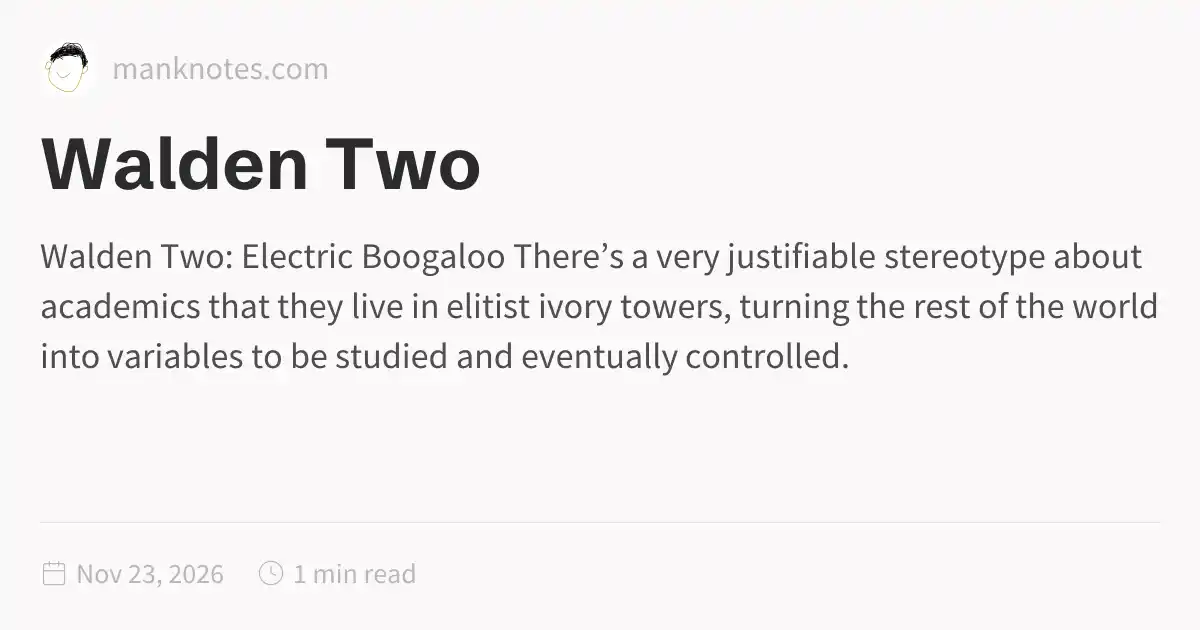 manknotes.com
Walden Two
Walden Two: Electric Boogaloo There’s a very justifiable stereotype about
academics that they live in elitist ivory towers, turning the rest of the world
into variables to be studied and eventually controlled.
Nov 23, 2026 1 min read